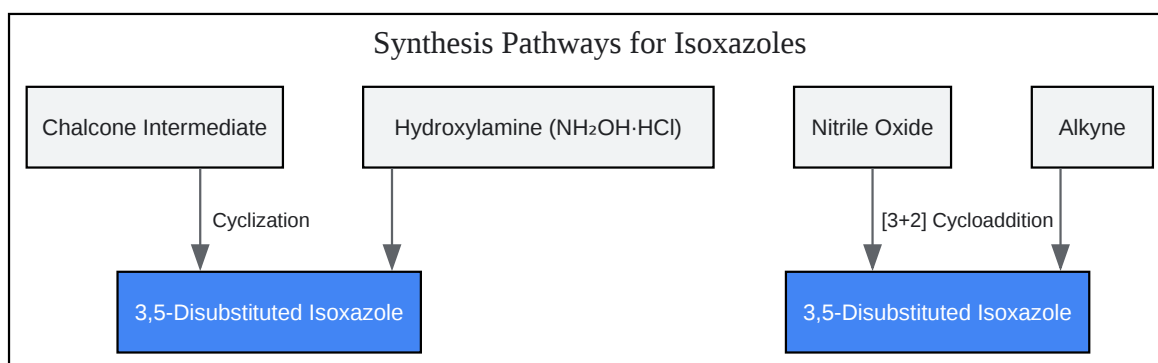 Synthesis Pathways for Isoxazoles
Chalcone Intermediate
Hydroxylamine (NH₂OH·HCl)
Nitrile Oxide
Alkyne
Cyclization
[3+2] Cycloaddition
3,5-Disubstituted Isoxazole
3,5-Disubstituted Isoxazole